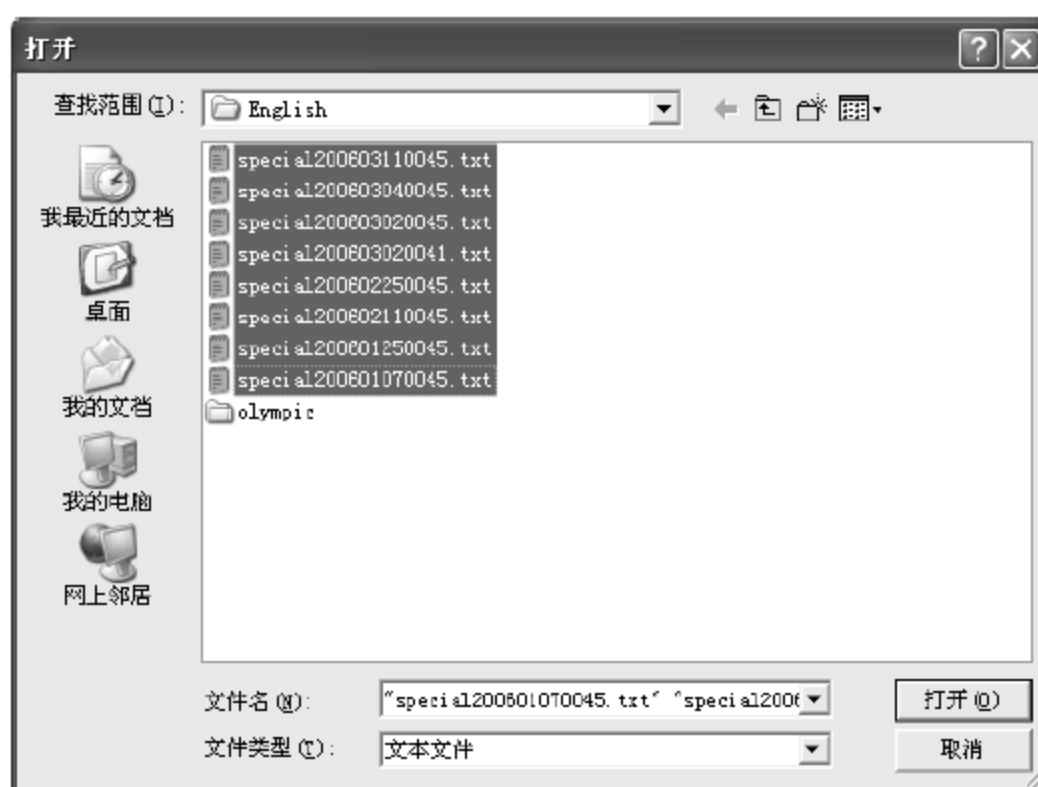 打开
查找范围(I):
English
special200603110045.txt
special200603040045.txt
special200603020045.txt
special200603020041.txt
special200602250045.txt
special200602110045.txt
special200601250045.txt
special200601070045.txt
olympic
我最近的文档
桌面
我的文档
我的电脑
网上邻居
文件名(N):
"special200601070045.txt" "special2006
打开(O)
文件类型(T):
文本文件
取消